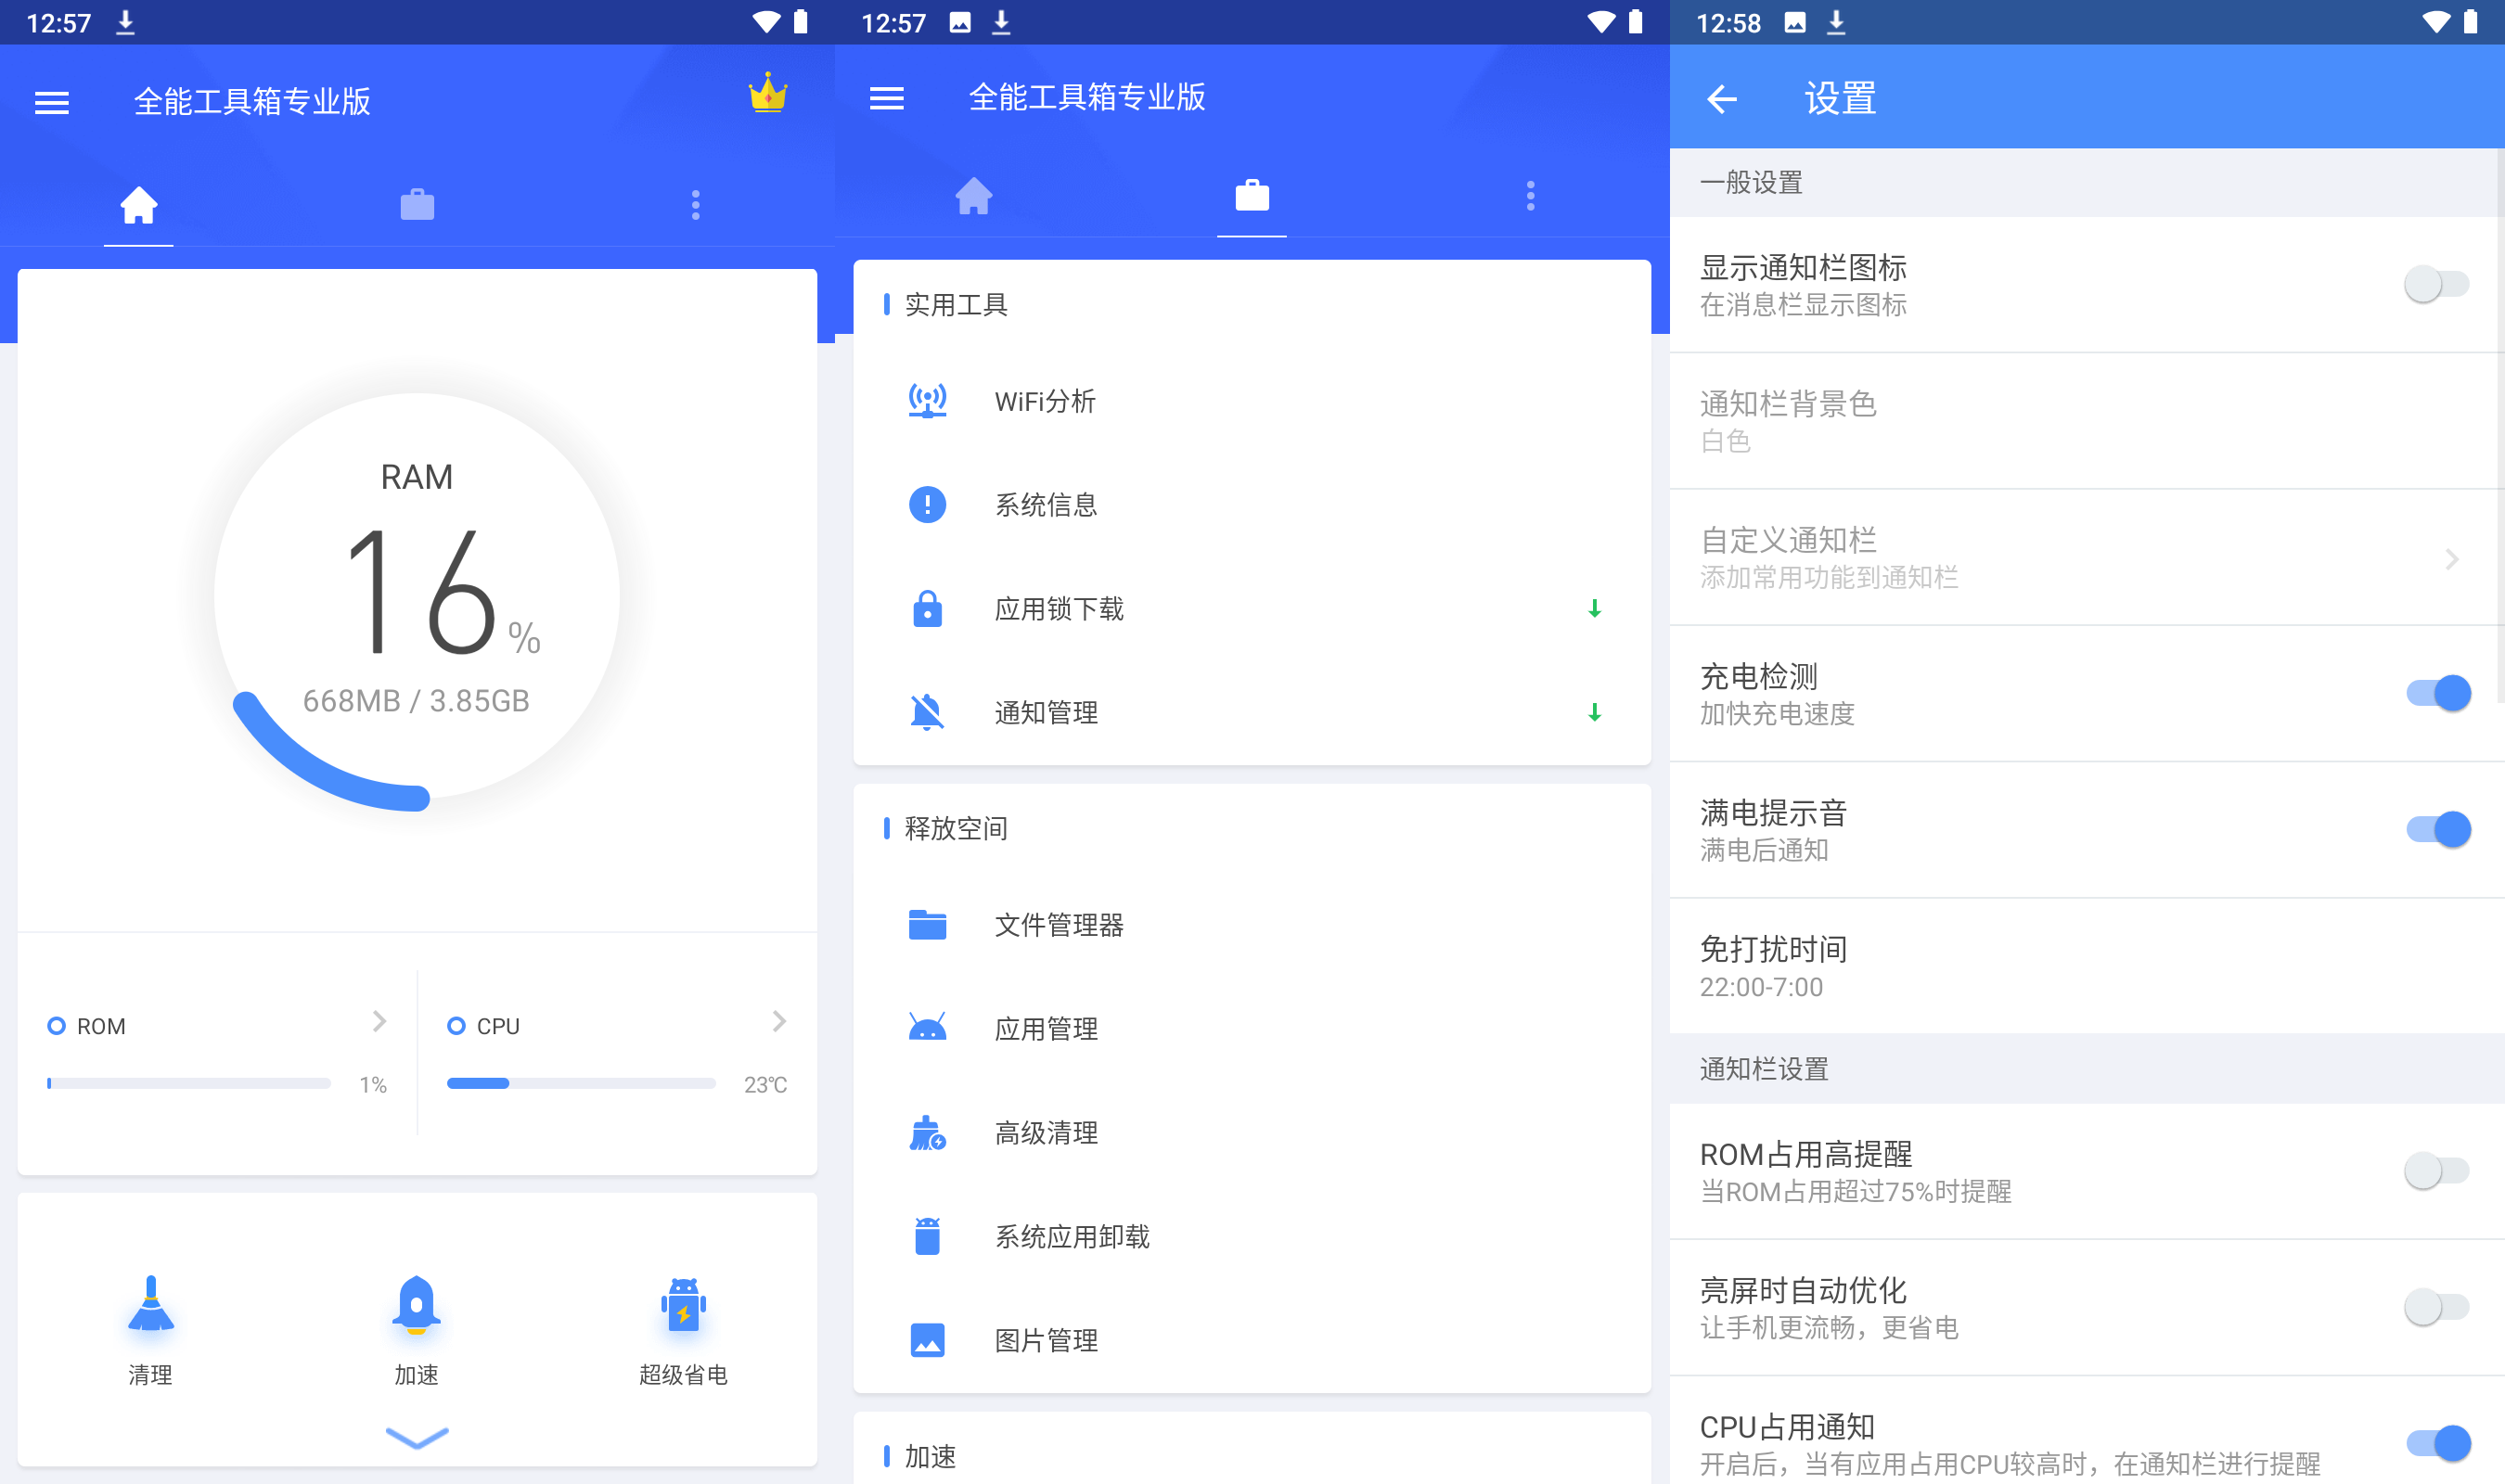 12:57
全能工具箱专业版
RAM
16%
668MB / 3.85GB
ROM
1%
CPU
23℃
清理
加速
超级省电
12:57
全能工具箱专业版
实用工具
WiFi分析
系统信息
应用锁下载
通知管理
释放空间
文件管理器
应用管理
高级清理
系统应用卸载
图片管理
加速
12:58
设置
一般设置
显示通知栏图标
在消息栏显示图标
通知栏背景色
白色
自定义通知栏
添加常用功能到通知栏
充电检测
加快充电速度
满电提示音
满电后通知
免打扰时间
22:00-7:00
通知栏设置
ROM占用高提醒
当ROM占用超过75%时提醒
亮屏时自动优化
让手机更流畅，更省电
CPU占用通知
开启后，当有应用占用CPU较高时，在通知栏进行提醒